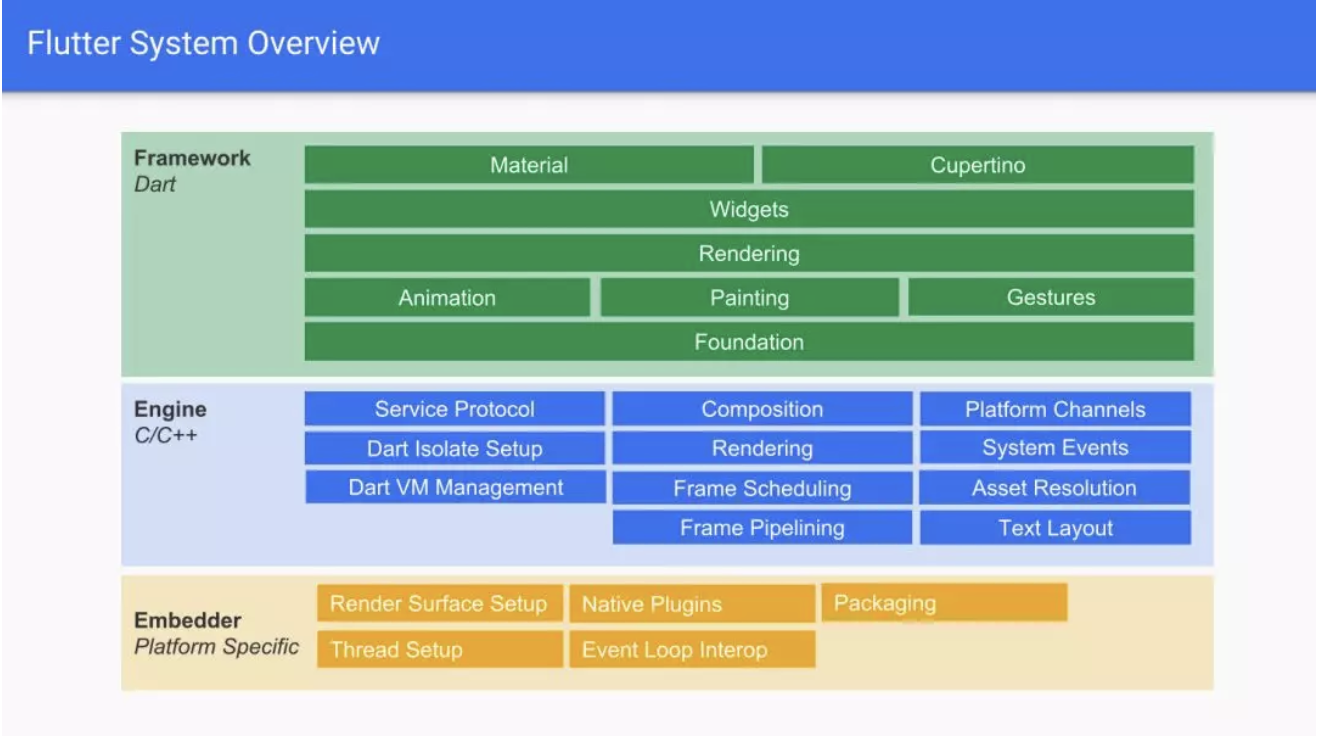 Flutter System Overview
Framework
Dart
Material
Cupertino
Widgets
Rendering
Animation
Painting
Gestures
Foundation
Engine
C/C++
Service Protocol
Composition
Platform Channels
Dart Isolate Setup
Rendering
System Events
Dart VM Management
Frame Scheduling
Asset Resolution
Frame Pipelining
Text Layout
Embedder
Platform Specific
Render Surface Setup
Native Plugins
Packaging
Thread Setup
Event Loop Interop